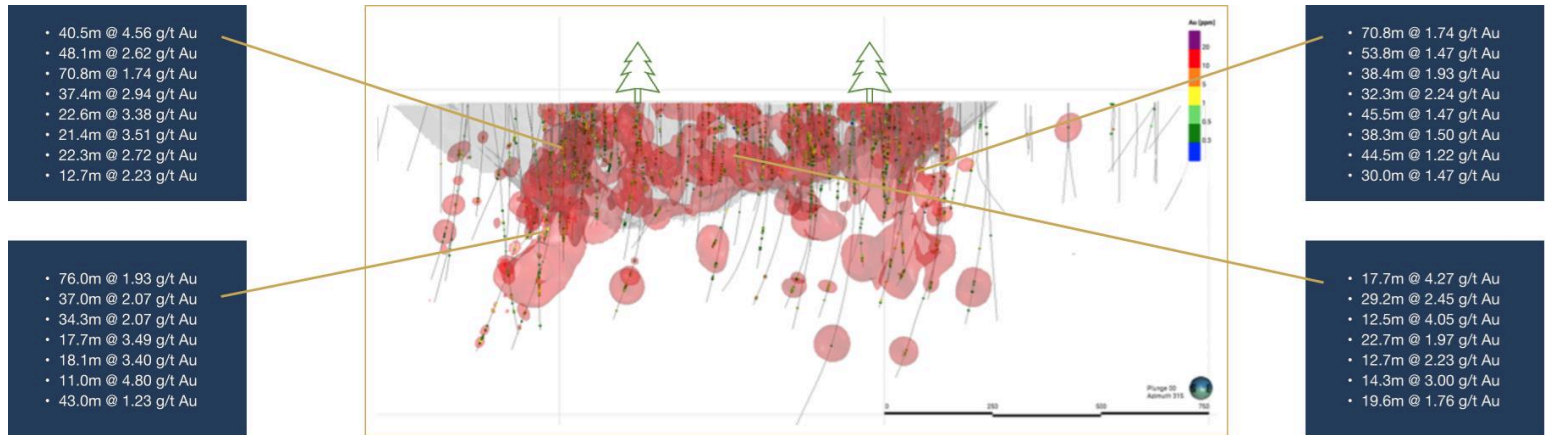 • 40.5m @ 4.56 g/t Au
• 48.1m @ 2.62 g/t Au
• 70.8m @ 1.74 g/t Au
• 37.4m @ 2.94 g/t Au
• 22.6m @ 3.38 g/t Au
• 21.4m @ 3.51 g/t Au
• 22.3m @ 2.72 g/t Au
• 12.7m @ 2.23 g/t Au
• 76.0m @ 1.93 g/t Au
• 37.0m @ 2.07 g/t Au
• 34.3m @ 2.07 g/t Au
• 17.7m @ 3.49 g/t Au
• 18.1m @ 3.40 g/t Au
• 11.0m @ 4.80 g/t Au
• 43.0m @ 1.23 g/t Au
Au (ppm)
20
10
5
1
0.5
0.3
Azimuth 315
0
250
500
750
• 70.8m @ 1.74 g/t Au
• 53.8m @ 1.47 g/t Au
• 38.4m @ 1.93 g/t Au
• 32.3m @ 2.24 g/t Au
• 45.5m @ 1.47 g/t Au
• 38.3m @ 1.50 g/t Au
• 44.5m @ 1.22 g/t Au
• 30.0m @ 1.47 g/t Au
• 17.7m @ 4.27 g/t Au
• 29.2m @ 2.45 g/t Au
• 12.5m @ 4.05 g/t Au
• 22.7m @ 1.97 g/t Au
• 12.7m @ 2.23 g/t Au
• 14.3m @ 3.00 g/t Au
• 19.6m @ 1.76 g/t Au